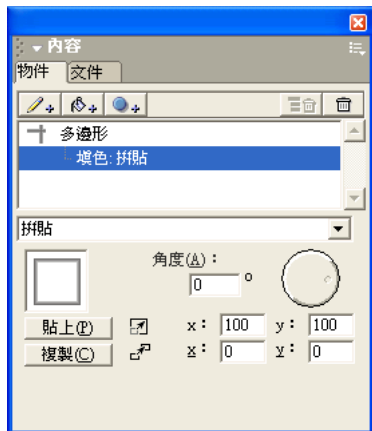 內容
物件 文件
多邊形
填色: 拼貼
拼貼
角度(A)：
0 °
貼上(P) x： 100 y： 100
複製(C) x： 0 y： 0